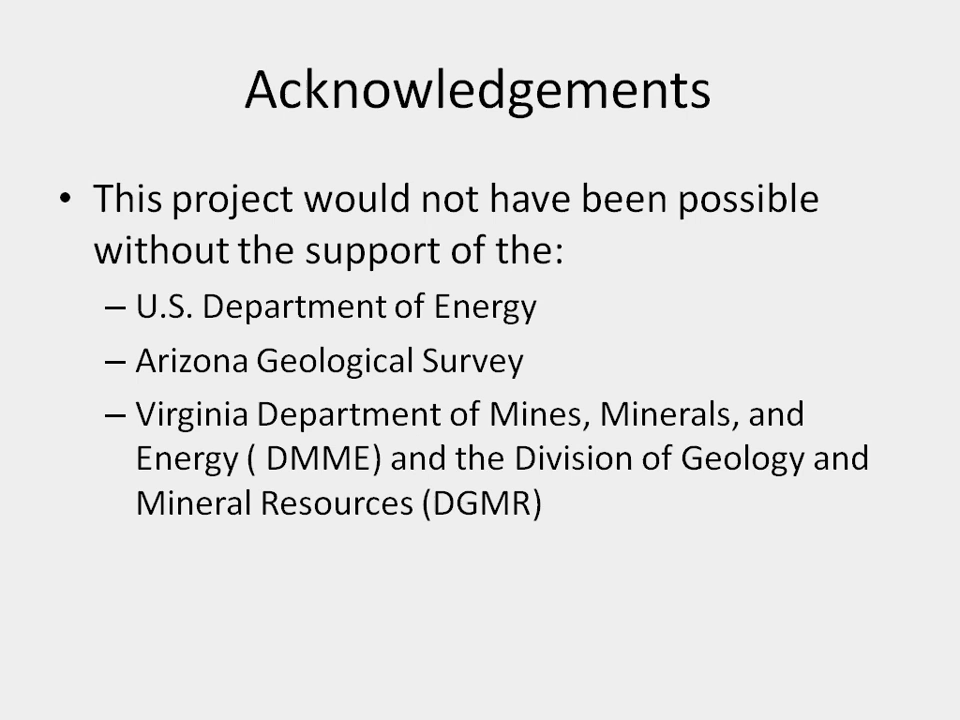 Acknowledgements
• This project would not have been possible
without the support of the:
– U.S. Department of Energy
– Arizona Geological Survey
– Virginia Department of Mines, Minerals, and
Energy ( DMME) and the Division of Geology and
Mineral Resources (DGMR)